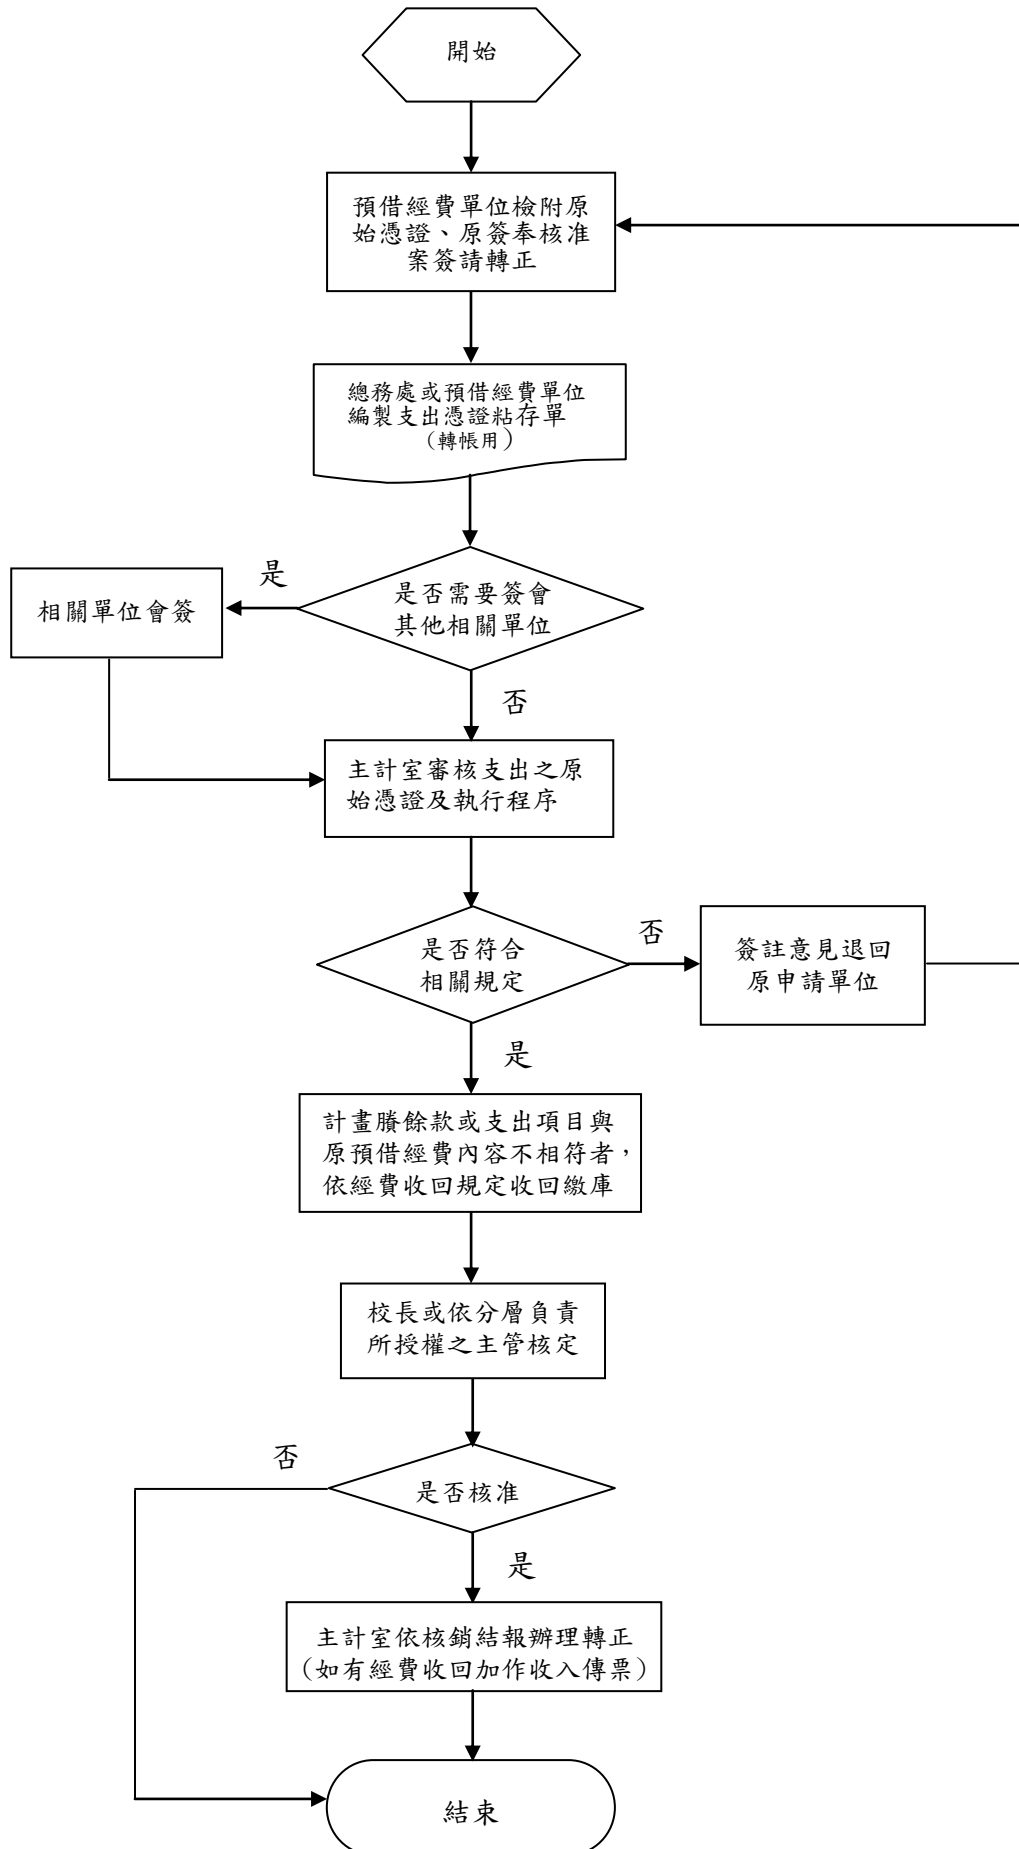 開始
預借經費單位檢附原
始憑證、原簽奉核准
案簽請轉正
總務處或預借經費單位
編製支出憑證粘存單
（轉帳用）
是否需要簽會
其他相關單位
是
相關單位會簽
否
主計室審核支出之原
始憑證及執行程序
是否符合
相關規定
否
簽註意見退回
原申請單位
是
計畫賸餘款或支出項目與
原預借經費內容不相符者，
依經費收回規定收回繳庫
校長或依分層負責
所授權之主管核定
否
是否核准
是
主計室依核銷結報辦理轉正
（如有經費收回加作收入傳票）
結束